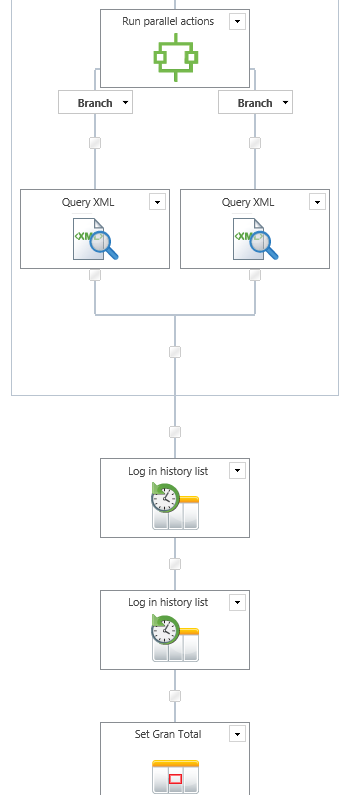 Run parallel actions
Branch
Branch
Query XML
Query XML
<XML>
<XML>
Log in history list
Log in history list
Set Gran Total